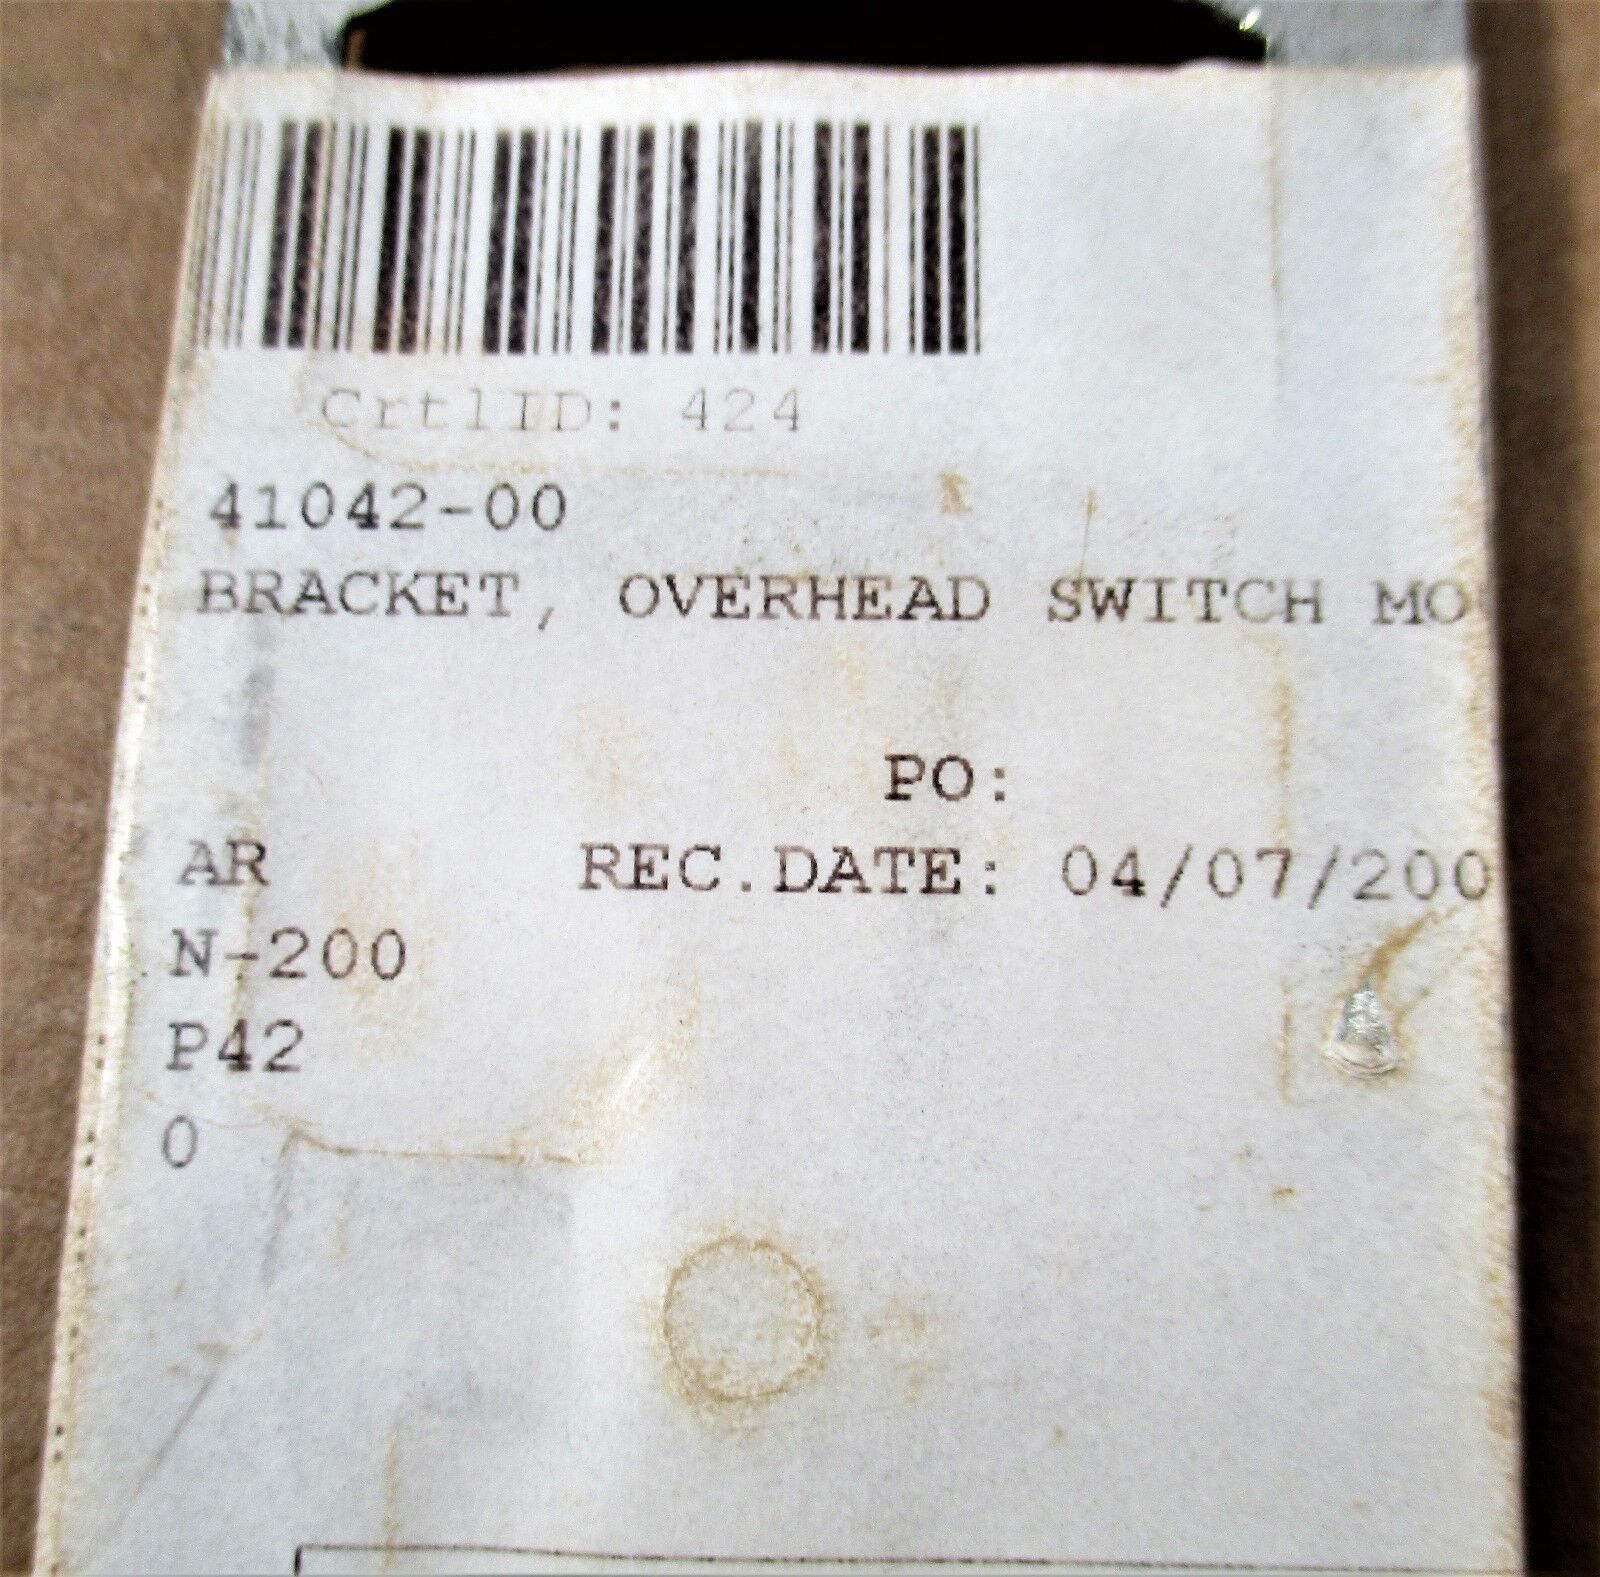 CrtlID: 424
41042-00
BRACKET, OVERHEAD SWITCH MO
PO:
AR REC.DATE: 04/07/200
N-200
P42
0